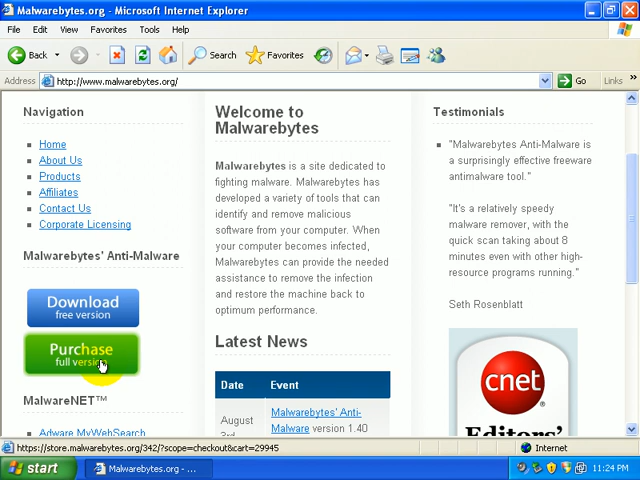 Malwarebytes.org - Microsoft Internet Explorer
File Edit View Favorites Tools Help
Back Search Favorites
Address http://www.malwarebytes.org/ Go Links »
Navigation
Home
About Us
Products
Affiliates
Contact Us
Corporate Licensing
Malwarebytes' Anti-Malware
Download
free version
Purchase
full version
MalwareNET™
Adware.MyWebSearch
Welcome to
Malwarebytes
Malwarebytes is a site dedicated to
fighting malware. Malwarebytes has
developed a variety of tools that can
identify and remove malicious
software from your computer. When
your computer becomes infected,
Malwarebytes can provide the needed
assistance to remove the infection
and restore the machine back to
optimum performance.
Latest News
Date Event
August
3rd
Malwarebytes' Anti-
Malware version 1.40
Testimonials
"Malwarebytes Anti-Malware is
a surprisingly effective freeware
antimalware tool."
"It's a relatively speedy
malware remover, with the
quick scan taking about 8
minutes even with other high-
resource programs running."
Seth Rosenblatt
cnet
Editors'
https://store.malwarebytes.org/342/?scope=checkout&cart=29945 Internet
start Malwarebytes.org - ... 11:24 PM